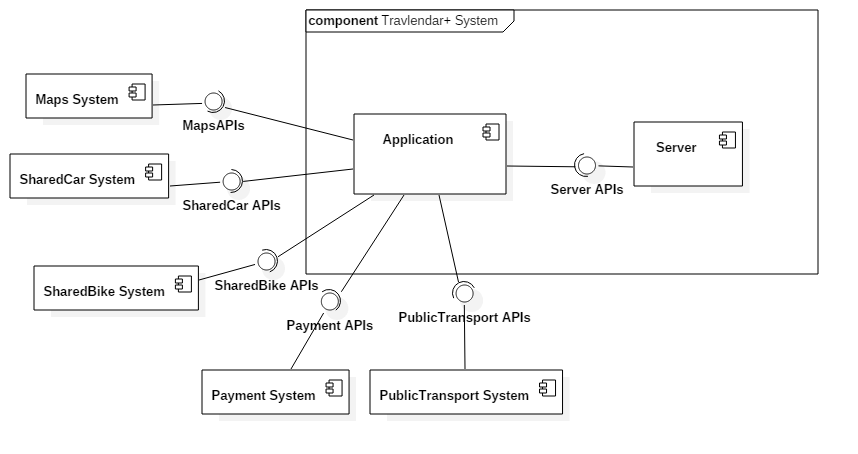 component Travlendar+ System
Maps System
MapsAPIs
Application
Server
SharedCar System
SharedCar APIs
Server APIs
SharedBike System
SharedBike APIs
Payment APIs
PublicTransport APIs
Payment System
PublicTransport System